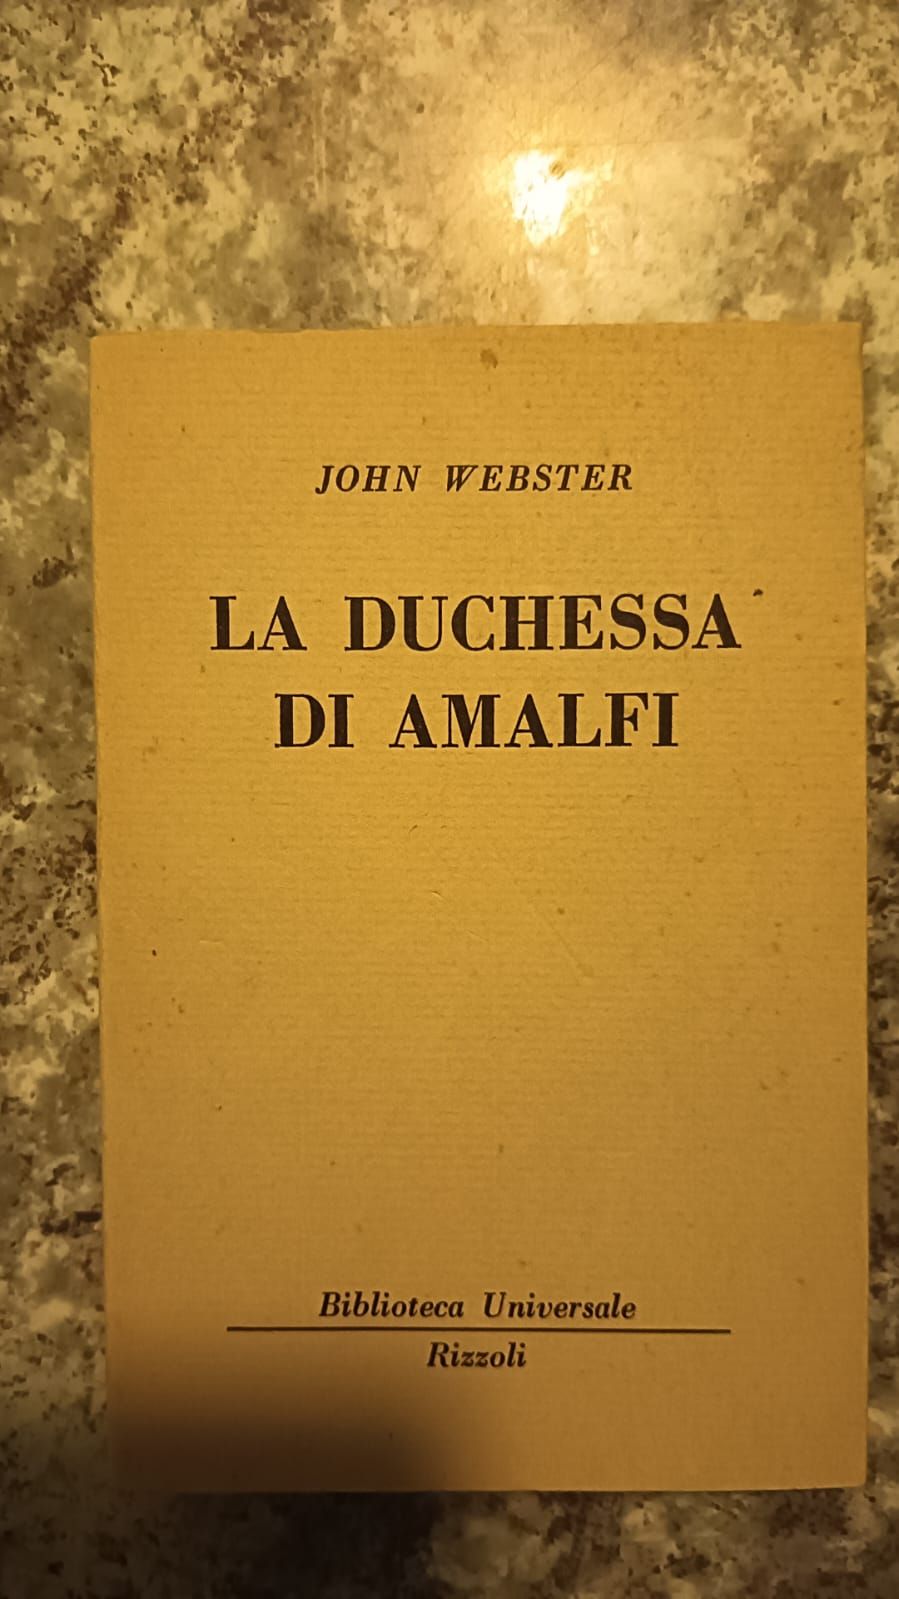 JOHN WEBSTER
LA DUCHESSA
DI AMALFI
Biblioteca Universale
Rizzoli